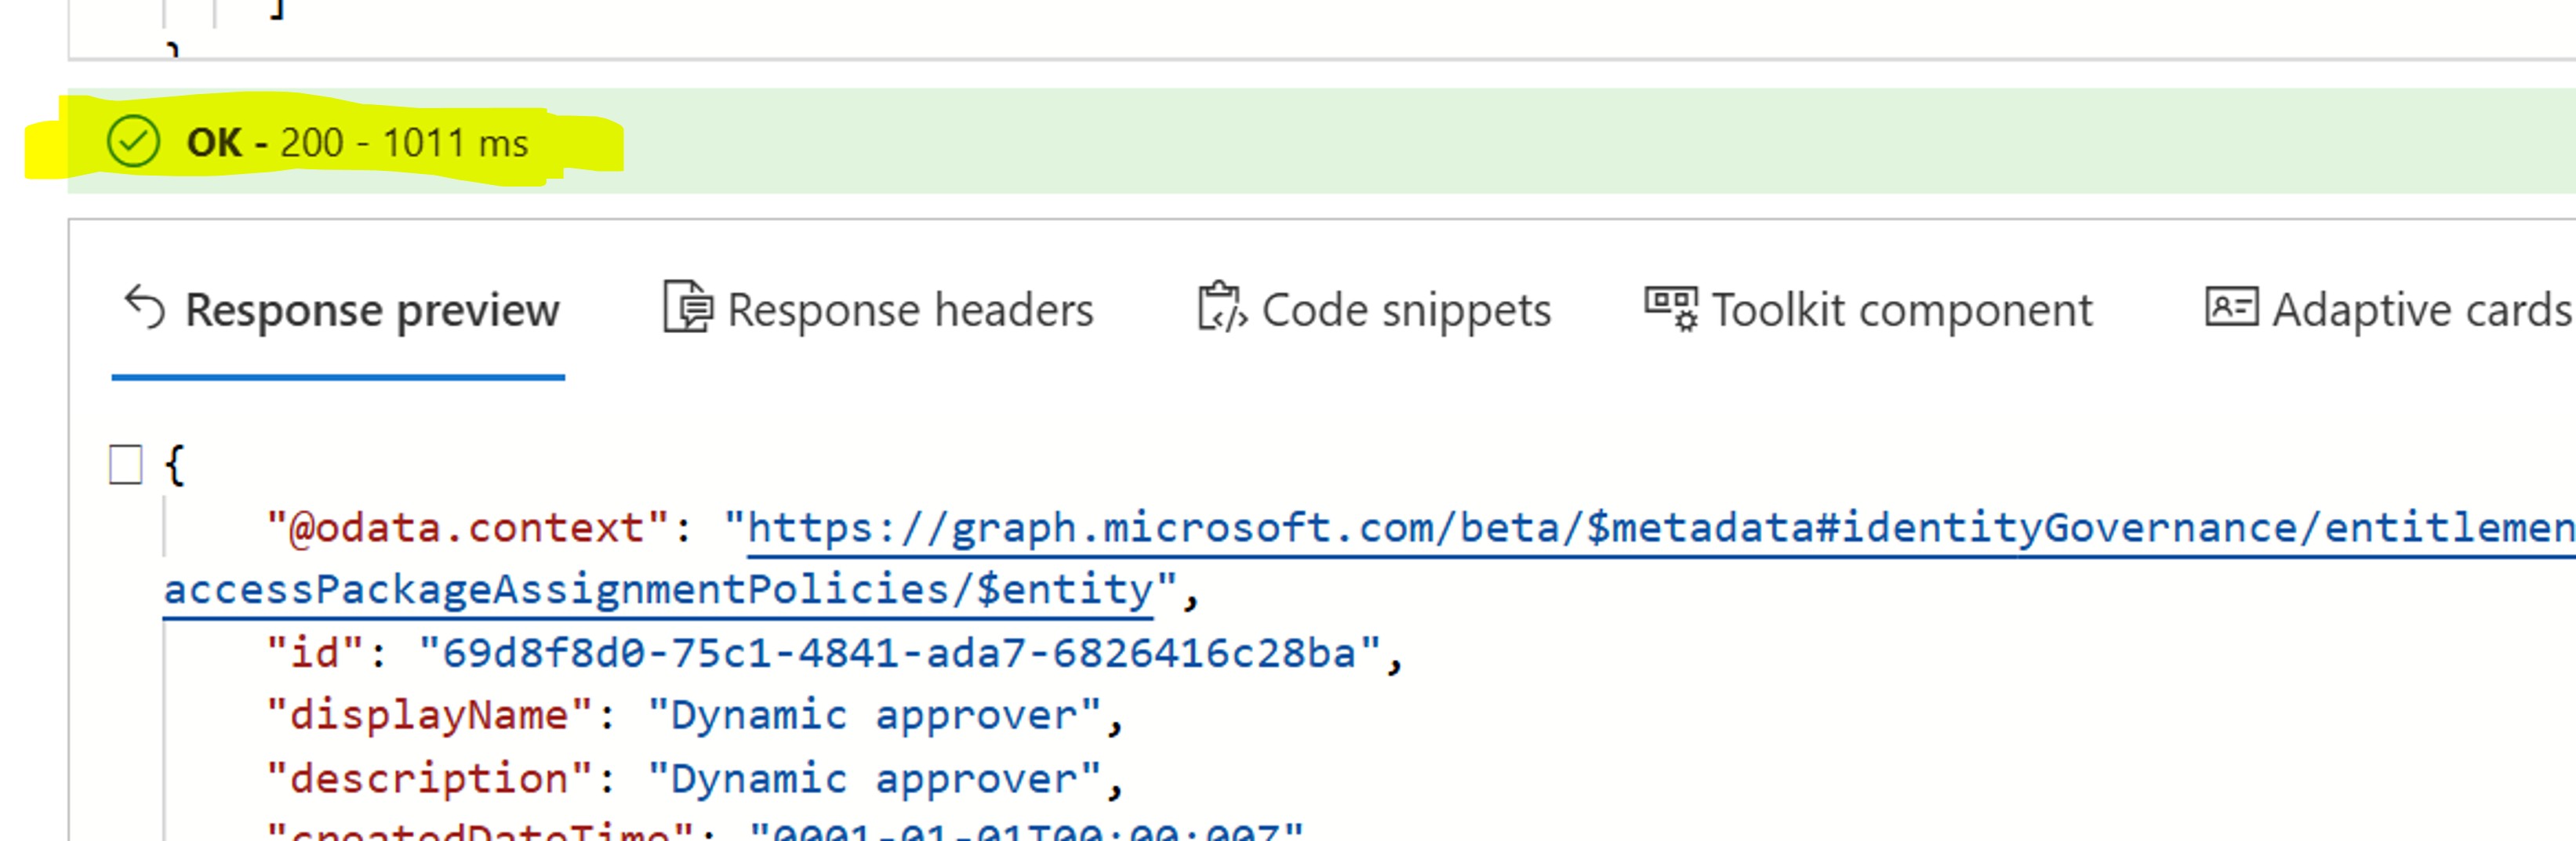 ]
}
OK - 200 - 1011 ms
Response preview Response headers Code snippets Toolkit component Adaptive cards
{
"@odata.context": "https://graph.microsoft.com/beta/$metadata#identityGovernance/entitlemen
accessPackageAssignmentPolicies/$entity",
"id": "69d8f8d0-75c1-4841-ada7-6826416c28ba",
"displayName": "Dynamic approver",
"description": "Dynamic approver",
"createdDateTime": "0001-01-01T00:00:00Z"